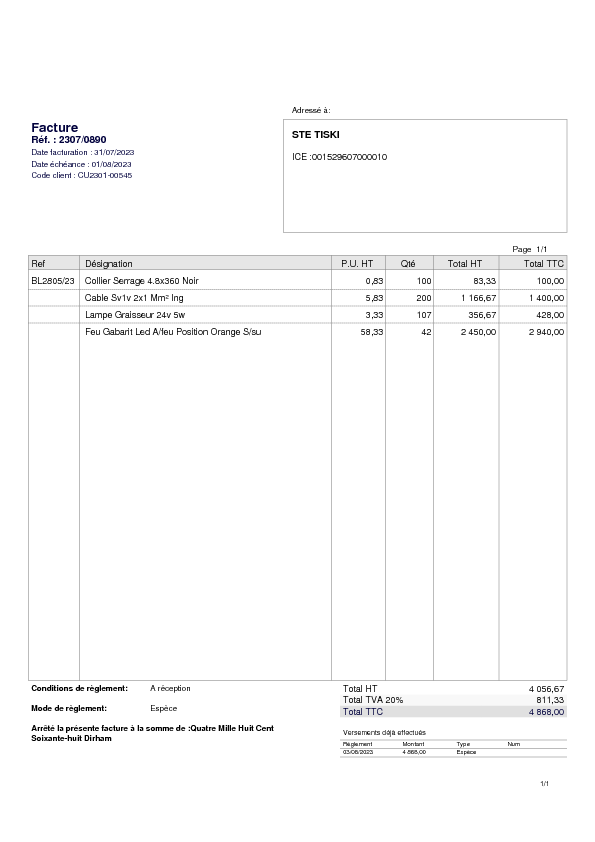 Adressé à:
Facture
Réf. : 2307/0890
Date facturation : 31/07/2023
Date échéance : 01/08/2023
Code client : CU2301-00545
STE TISKI
ICE :001529607000010
Page 1/1
Ref Désignation P.U. HT Qté Total HT Total TTC
BL2805/23 Collier Serrage 4.8x360 Noir 0,83 100 83,33 100,00
Cable Sv1v 2x1 Mm² Ing 5,83 200 1 166,67 1 400,00
Lampe Graisseur 24v 5w 3,33 107 356,67 428,00
Feu Gabarit Led A/feu Position Orange S/su 58,33 42 2 450,00 2 940,00
Conditions de règlement: A réception
Total HT 4 056,67
Total TVA 20% 811,33
Mode de règlement: Espèce
Total TTC 4 868,00
Arrêté la présente facture à la somme de :Quatre Mille Huit Cent
Soixante-huit Dirham
Versements déjà effectués
Règlement Montant Type Num
03/08/2023 4 868,00 Espèce
1/1